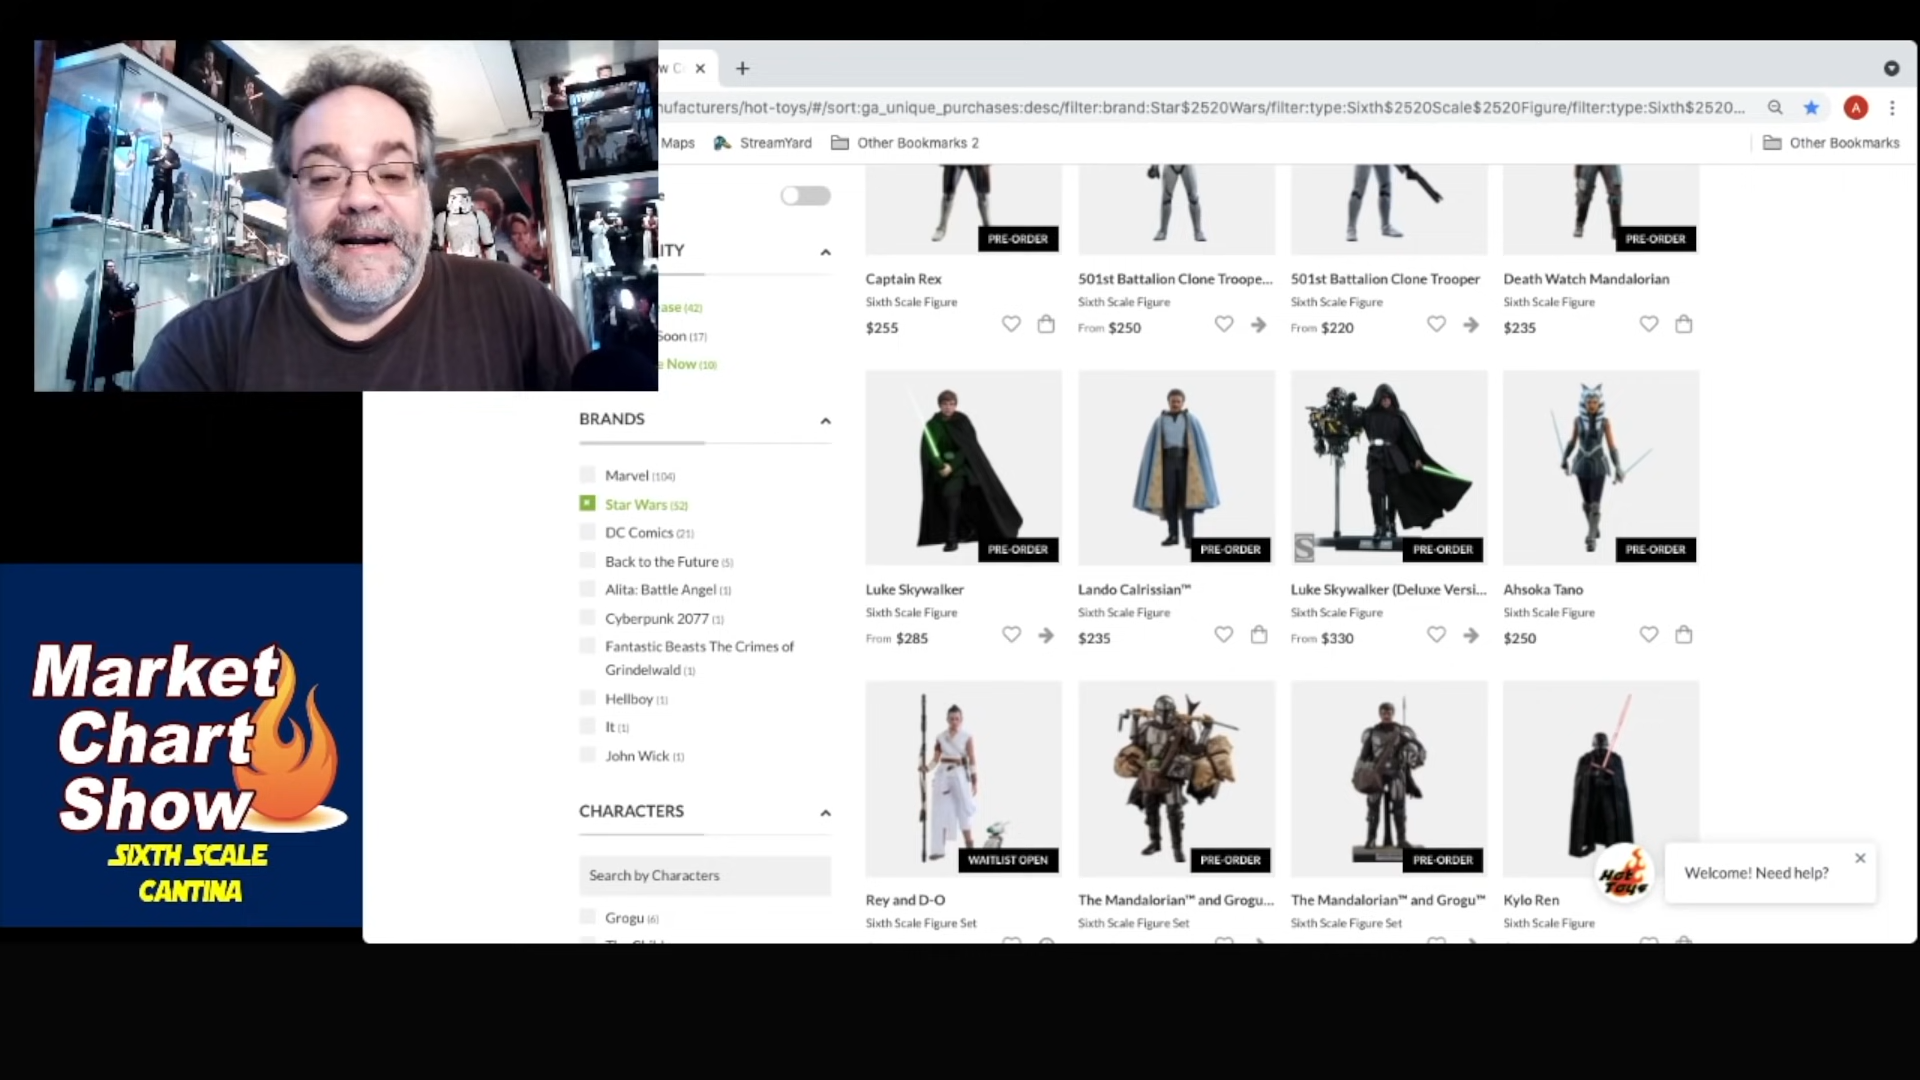 w C
nufacturers/hot-toys/#/sort:ga_unique_purchases:desc/filter:brand:Star$2520Wars/filter:type:Sixth$2520Scale$2520Figure/filter:type:Sixth$2520...
A
Maps
StreamYard
Other Bookmarks 2
Other Bookmarks
ITY
ease (42)
Soon (17)
e Now (10)
BRANDS
Marvel (104)
Star Wars (52)
DC Comics (21)
Back to the Future (5)
Alita: Battle Angel (1)
Cyberpunk 2077 (1)
Fantastic Beasts The Crimes of
Grindelwald (1)
Hellboy (1)
It (1)
John Wick (1)
CHARACTERS
Search by Characters
Grogu (6)
PRE-ORDER
Captain Rex
Sixth Scale Figure
$255
501st Battalion Clone Troope...
Sixth Scale Figure
From $250
501st Battalion Clone Trooper
Sixth Scale Figure
From $220
PRE-ORDER
Death Watch Mandalorian
Sixth Scale Figure
$235
PRE-ORDER
Luke Skywalker
Sixth Scale Figure
From $285
PRE-ORDER
Lando Calrissian™
Sixth Scale Figure
$235
S
PRE-ORDER
Luke Skywalker (Deluxe Versi...
Sixth Scale Figure
From $330
PRE-ORDER
Ahsoka Tano
Sixth Scale Figure
$250
WAITLIST OPEN
Rey and D-O
Sixth Scale Figure Set
PRE-ORDER
The Mandalorian™ and Grogu...
Sixth Scale Figure Set
PRE-ORDER
The Mandalorian™ and Grogu™
Sixth Scale Figure Set
Kylo Ren
Sixth Scale Figure
Hot
Toys
Welcome! Need help?
Market
Chart
Show
SIXTH SCALE
CANTINA